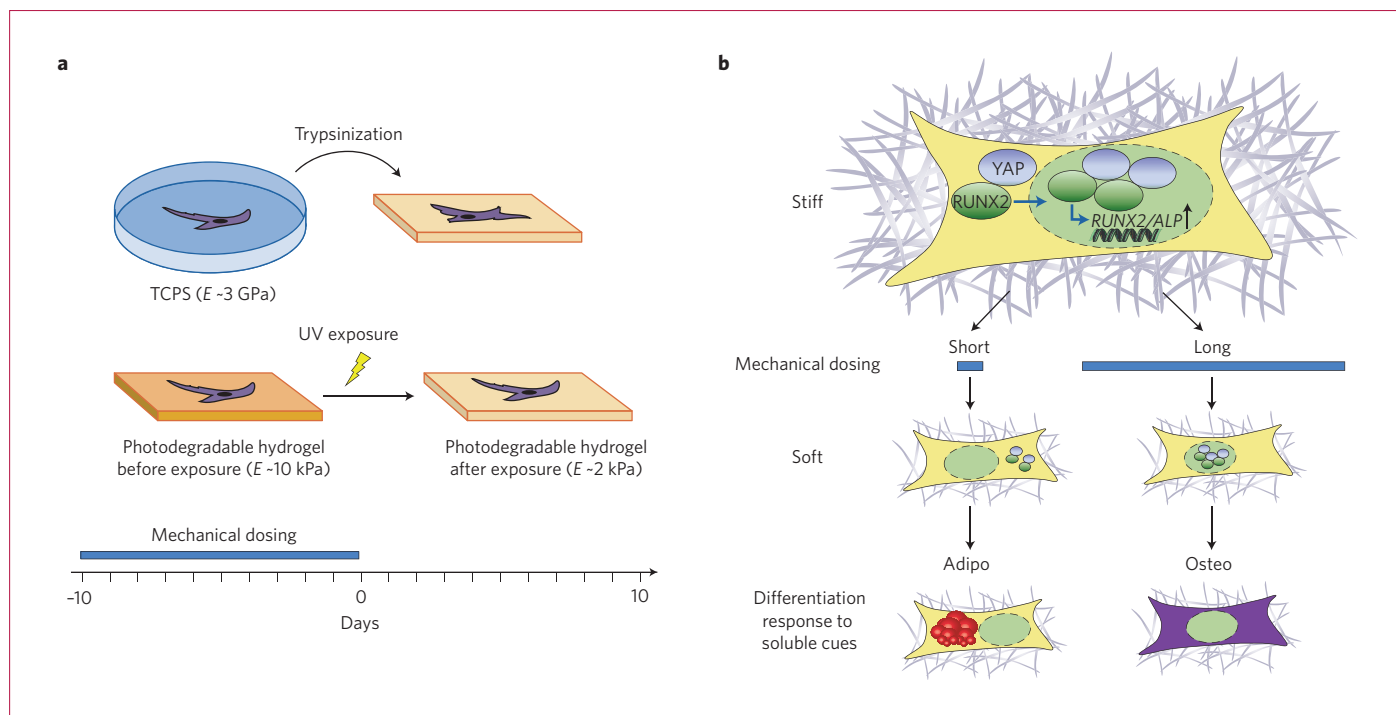 a
Trypsinization
TCPS (E ~3 GPa)
UV exposure
Photodegradable hydrogel
before exposure (E ~10 kPa)
Photodegradable hydrogel
after exposure (E ~2 kPa)
Mechanical dosing
–10
0
10
Days
b
Stiff
YAP
RUNX2
RUNX2/ALP
Mechanical dosing
Short
Long
Soft
Adipo
Osteo
Differentiation
response to
soluble cues